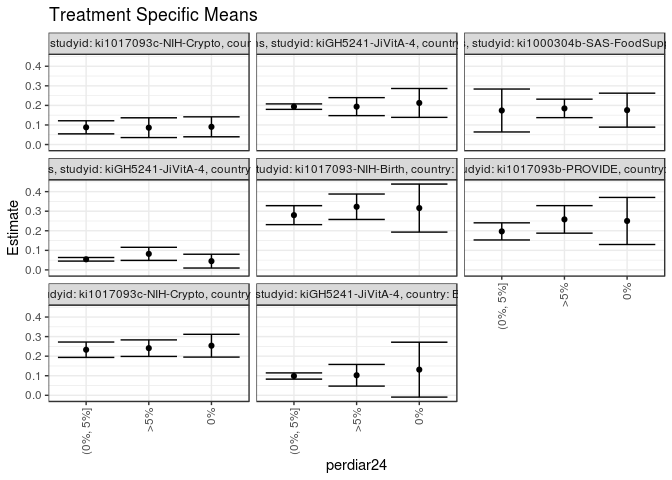 Treatment Specific Means
studyid: ki1017093c-NIH-Crypto, cour
s, studyid: kiGH5241-JiVitA-4, country
, studyid: ki1000304b-SAS-FoodSupp
0.4
0.3
0.2
0.1
0.0
s, studyid: kiGH5241-JiVitA-4, country
tudyid: ki1017093-NIH-Birth, country:
udyid: ki1017093b-PROVIDE, country:
0.4
0.3
0.2
0.1
0.0
Estimate
dyid: ki1017093c-NIH-Crypto, country
studyid: kiGH5241-JiVitA-4, country: B
0.4
0.3
0.2
0.1
0.0
(0%, 5%]
>5%
0%
(0%, 5%]
>5%
0%
(0%, 5%]
>5%
0%
perdiar24